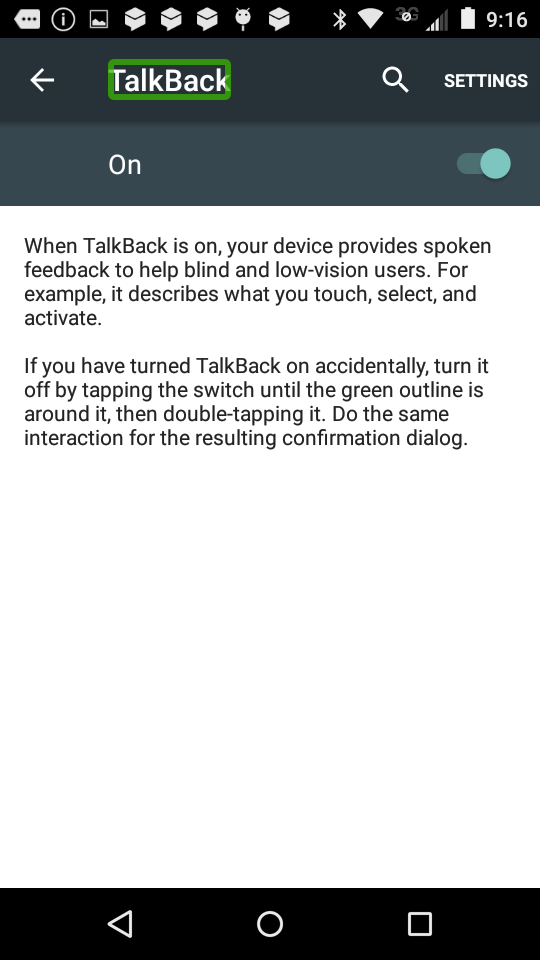 3G 9:16
TalkBack SETTINGS
On
When TalkBack is on, your device provides spoken
feedback to help blind and low-vision users. For
example, it describes what you touch, select, and
activate.
If you have turned TalkBack on accidentally, turn it
off by tapping the switch until the green outline is
around it, then double-tapping it. Do the same
interaction for the resulting confirmation dialog.